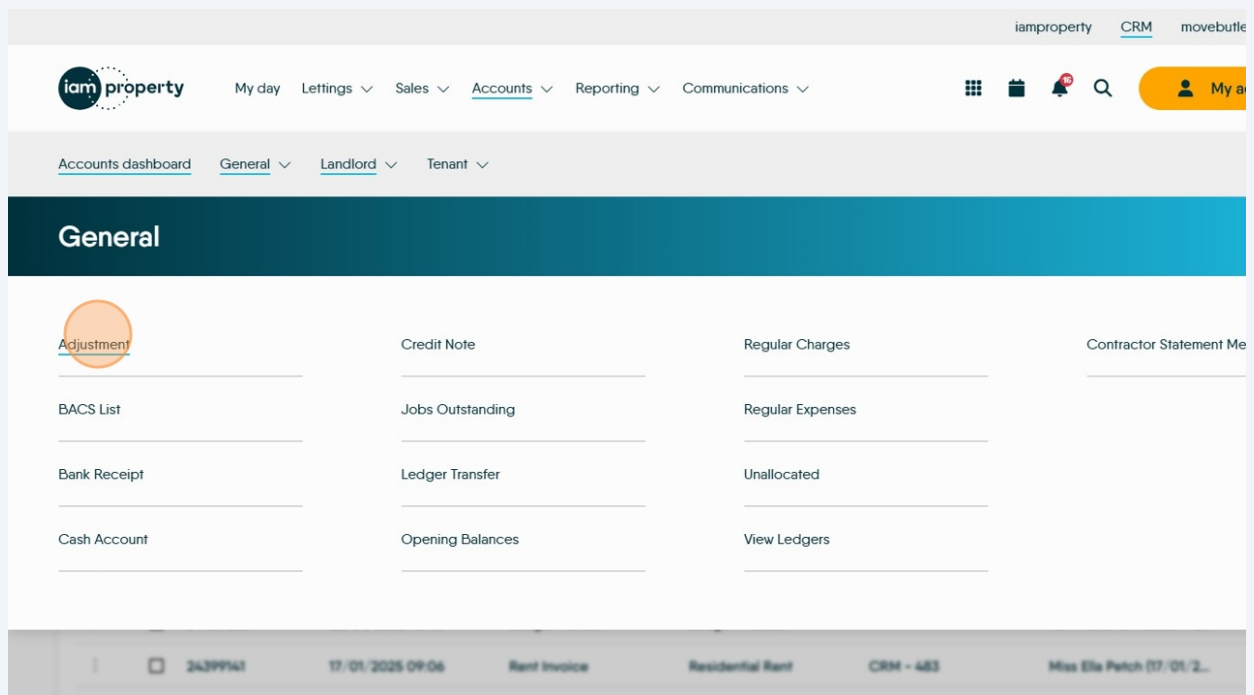 iamproperty CRM movebutle
iam property My day Lettings Sales Accounts Reporting Communications 16 My a
Accounts dashboard General Landlord Tenant
General
Adjustment Credit Note Regular Charges Contractor Statement Me
BACS List Jobs Outstanding Regular Expenses
Bank Receipt Ledger Transfer Unallocated
Cash Account Opening Balances View Ledgers
24399141 17/01/2025 09:06 Rent Invoice Residential Rent CRM - 483 Miss Ella Petch (17/01/2...